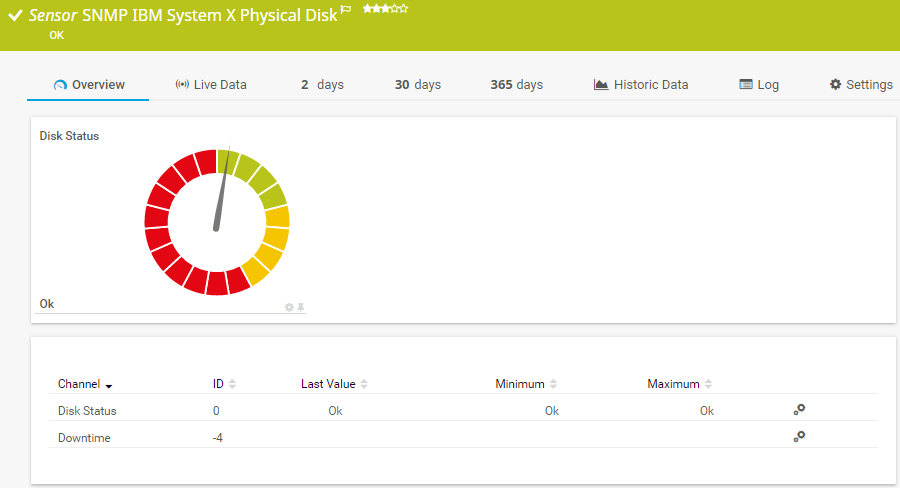 Sensor SNMP IBM System X Physical Disk
OK
Overview Live Data 2 days 30 days 365 days Historic Data Log Settings
Disk Status
Ok
Channel ID Last Value Minimum Maximum
Disk Status 0 Ok Ok Ok
Downtime -4